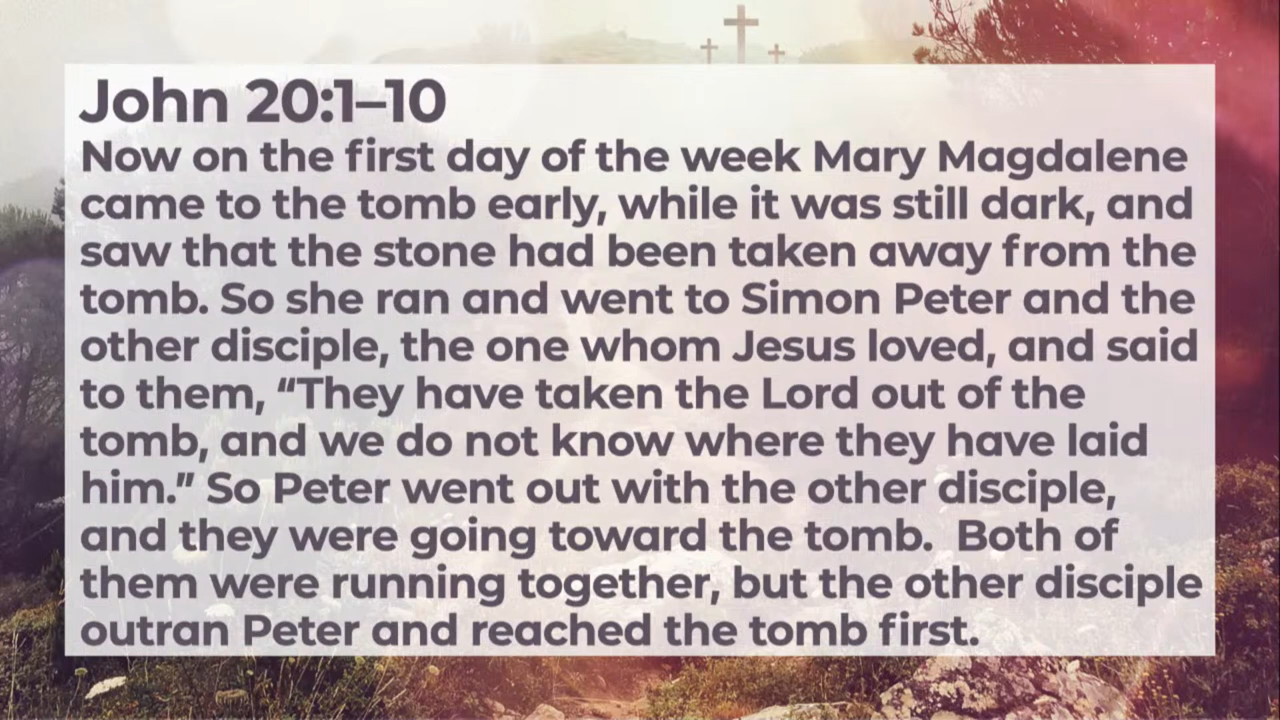 John 20:1–10
Now on the first day of the week Mary Magdalene
came to the tomb early, while it was still dark, and
saw that the stone had been taken away from the
tomb. So she ran and went to Simon Peter and the
other disciple, the one whom Jesus loved, and said
to them, “They have taken the Lord out of the
tomb, and we do not know where they have laid
him.” So Peter went out with the other disciple,
and they were going toward the tomb.  Both of
them were running together, but the other disciple
outran Peter and reached the tomb first.